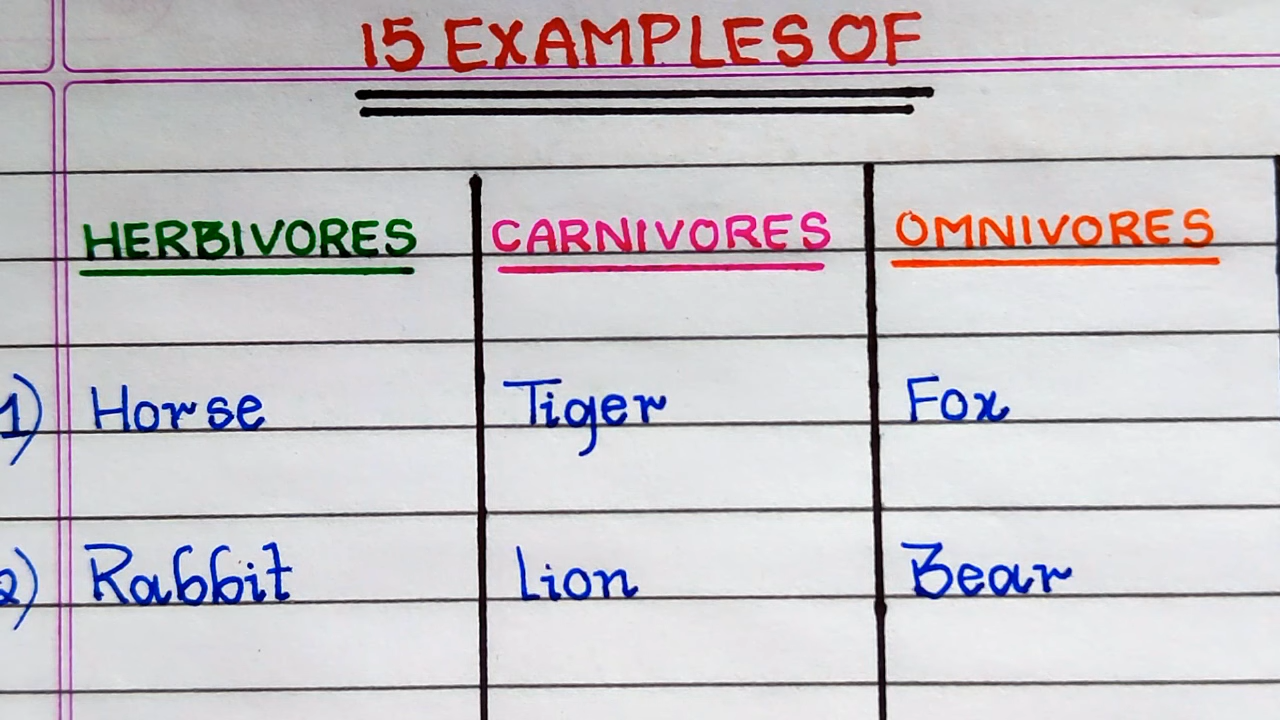 15 EXAMPLES OF
HERBIVORES CARNIVORES OMNIVORES
1) Horse Tiger Fox
2) Rabbit Lion Bear